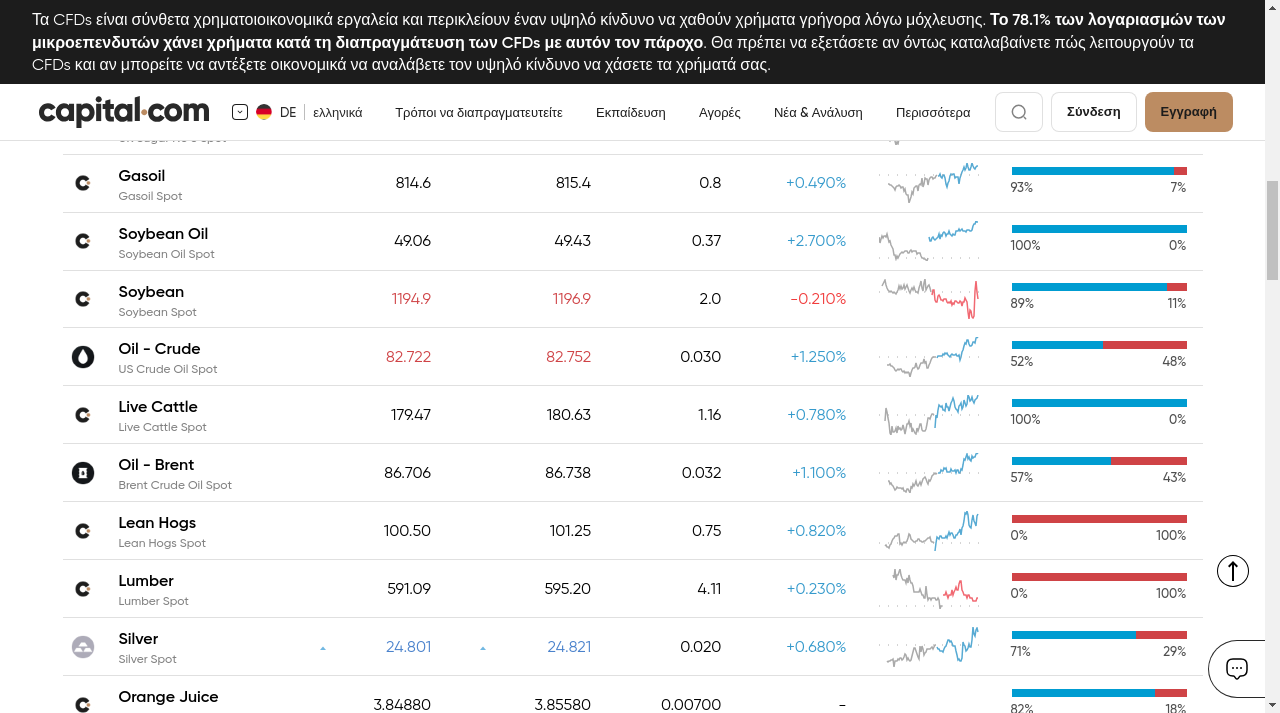 Τα CFDs είναι σύνθετα χρηματοοικονομικά εργαλεία και περικλείουν έναν υψηλό κίνδυνο να χαθούν χρήματα γρήγορα λόγω μόχλευσης. Το 78.1% των λογαριασμών των
μικροεπενδυτών χάνει χρήματα κατά τη διαπραγμάτευση των CFDs με αυτόν τον πάροχο. Θα πρέπει να εξετάσετε αν όντως καταλαβαίνετε πώς λειτουργούν τα
CFDs και αν μπορείτε να αντέξετε οικονομικά να αναλάβετε τον υψηλό κίνδυνο να χάσετε τα χρήματά σας.
capital.com DE ελληνικά Τρόποι να διαπραγματευτείτε Εκπαίδευση Αγορές Νέα & Ανάλυση Περισσότερα Σύνδεση Εγγραφή
Gasoil 814.6 815.4 0.8 +0.490%
Gasoil Spot 93% 7%
Soybean Oil 49.06 49.43 0.37 +2.700%
Soybean Oil Spot 100% 0%
Soybean 1194.9 1196.9 2.0 -0.210%
Soybean Spot 89% 11%
Oil - Crude 82.722 82.752 0.030 +1.250%
US Crude Oil Spot 52% 48%
Live Cattle 179.47 180.63 1.16 +0.780%
Live Cattle Spot 100% 0%
Oil - Brent 86.706 86.738 0.032 +1.100%
Brent Crude Oil Spot 57% 43%
Lean Hogs 100.50 101.25 0.75 +0.820%
Lean Hogs Spot 0% 100%
Lumber 591.09 595.20 4.11 +0.230%
Lumber Spot 0% 100%
Silver 24.801 24.821 0.020 +0.680%
Silver Spot 71% 29%
Orange Juice 3.84880 3.85580 0.00700 -
82% 18%